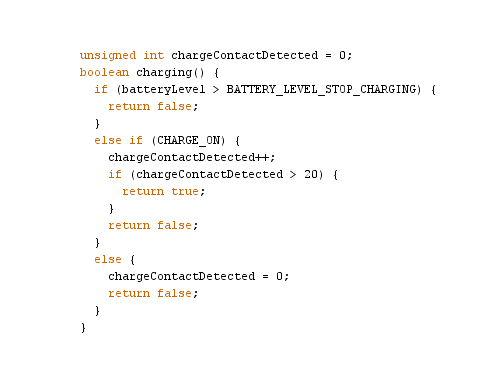 unsigned int chargeContactDetected = 0;
boolean charging() {
  if (batteryLevel > BATTERY_LEVEL_STOP_CHARGING) {
    return false;
  }
  else if (CHARGE_ON) {
    chargeContactDetected++;
    if (chargeContactDetected > 20) {
      return true;
    }
    return false;
  }
  else {
    chargeContactDetected = 0;
    return false;
  }
}